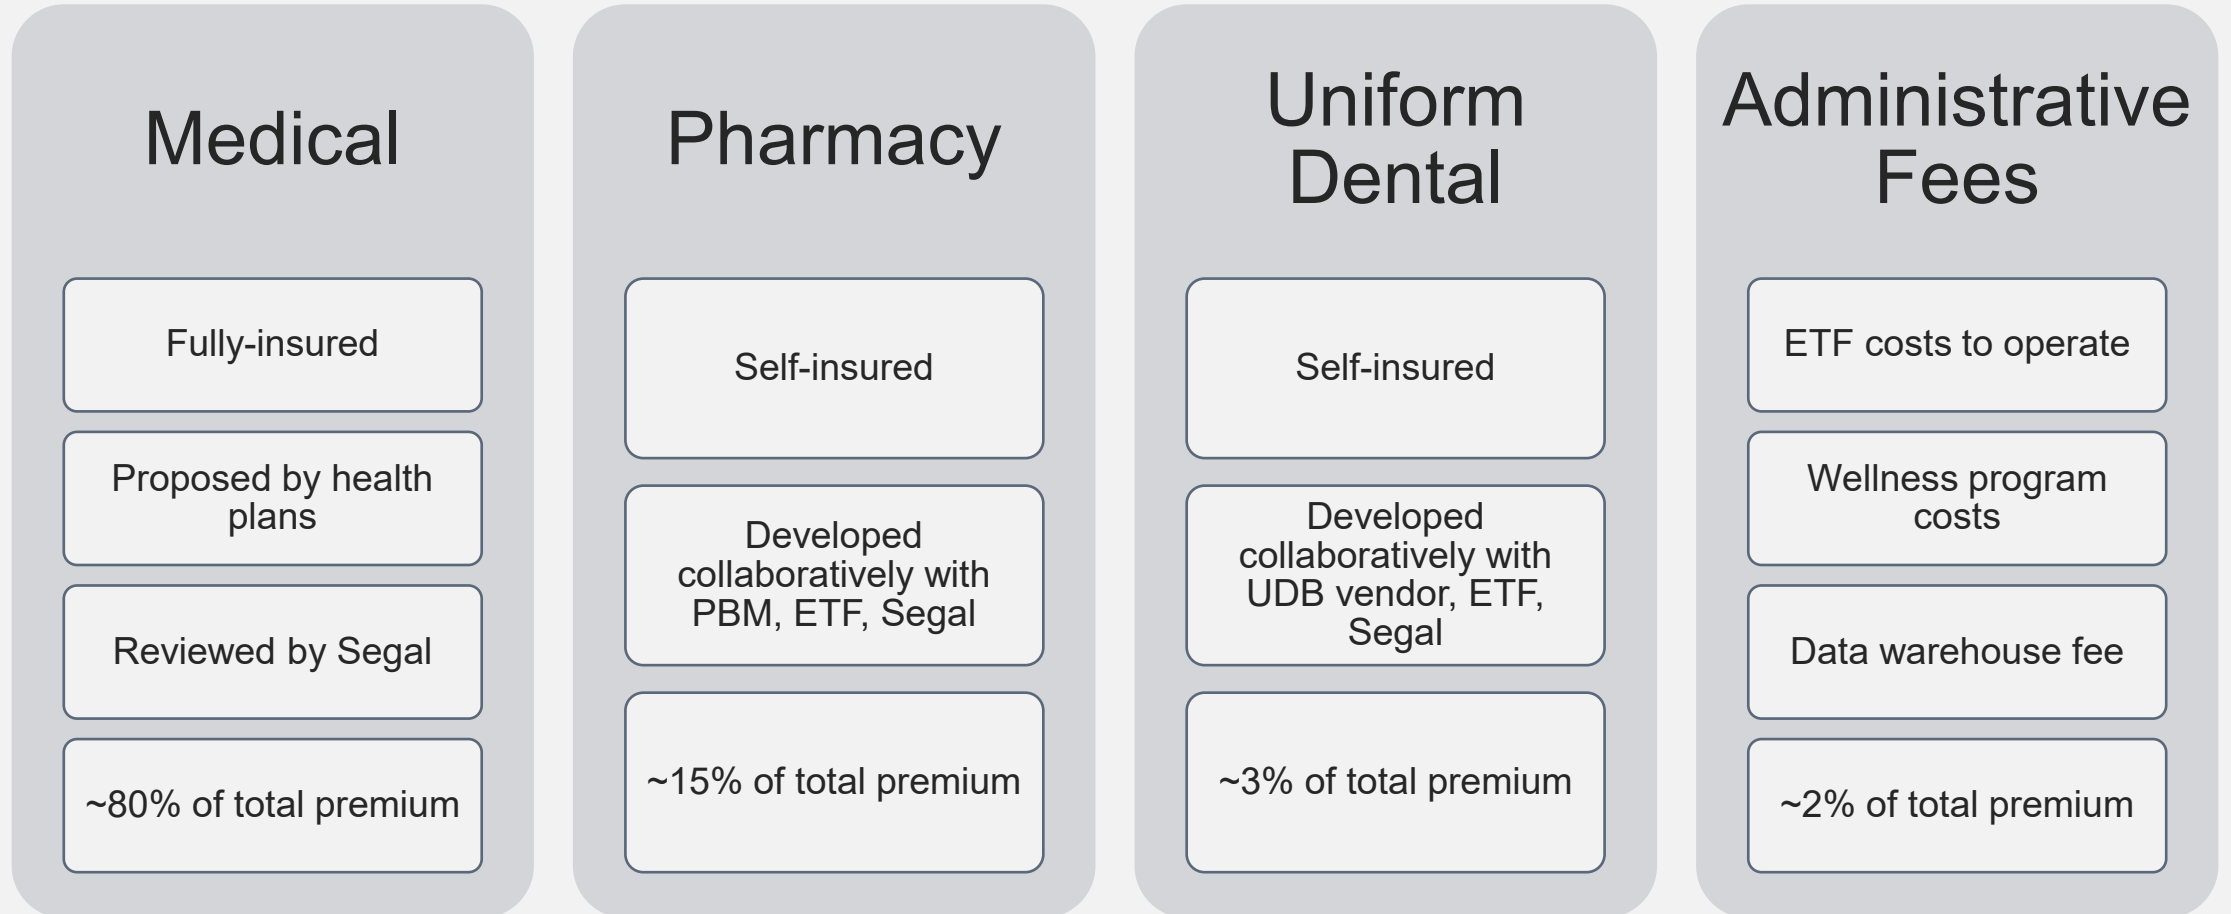 Medical
Fully-insured
Proposed by health
plans
Reviewed by Segal
~80% of total premium
Pharmacy
Self-insured
Developed
collaboratively with
PBM, ETF, Segal
~15% of total premium
Uniform
Dental
Self-insured
Developed
collaboratively with
UDB vendor, ETF,
Segal
~3% of total premium
Administrative
Fees
ETF costs to operate
Wellness program
costs
Data warehouse fee
~2% of total premium